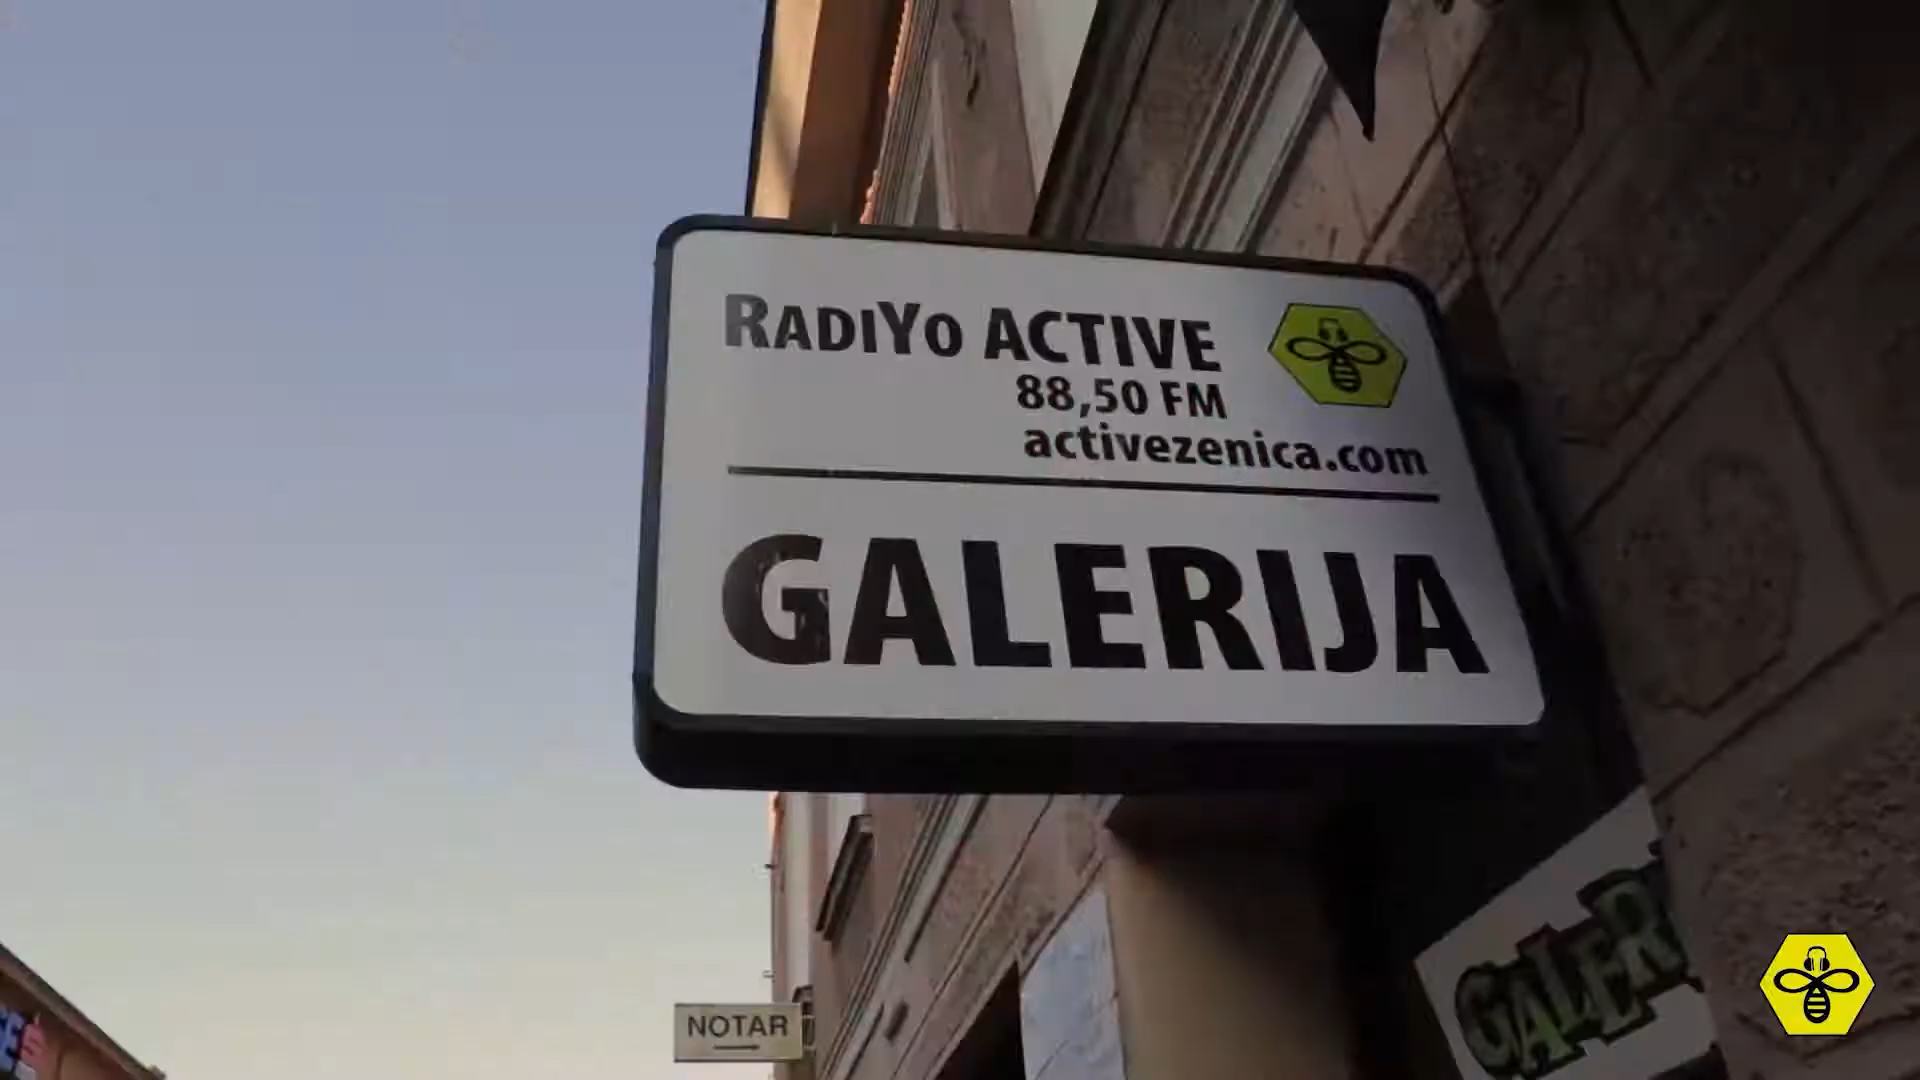 RADIYO ACTIVE
88,50 FM
activezenica.com
GALERIJA
NOTAR